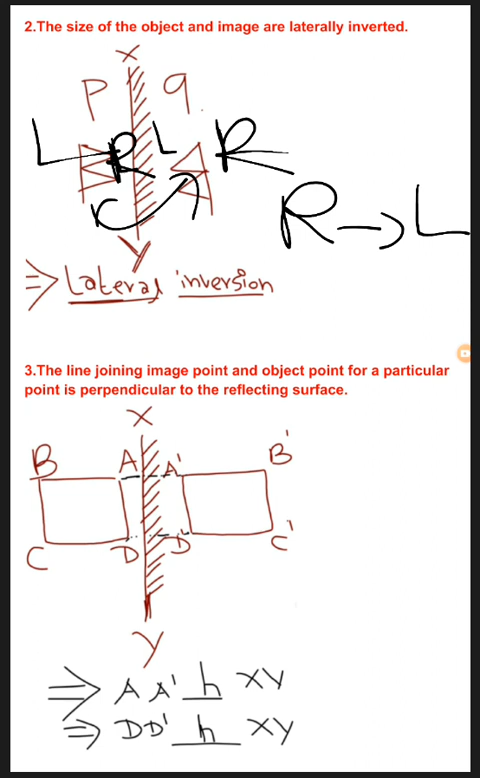 2.The size of the object and image are laterally inverted.
X
P q
L R L R
R → L
Y
⇒ Lateral inversion
3.The line joining image point and object point for a particular
point is perpendicular to the reflecting surface.
X
B A A' B'
C D D' C'
Y
⇒ AA' h XY
⇒ DD' h XY